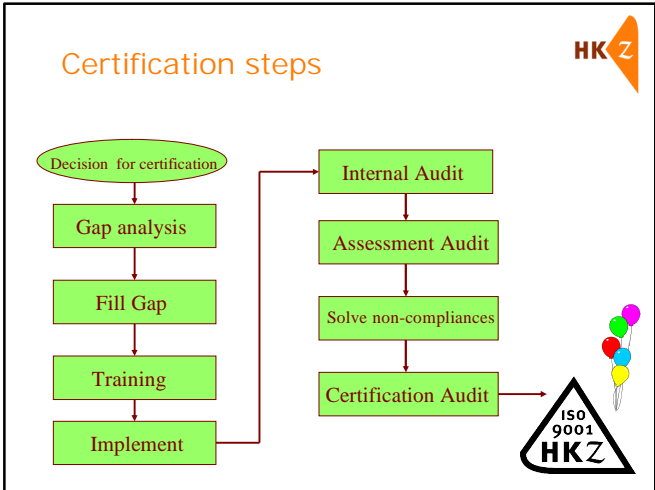 Certification steps
HKZ
Decision for certification
Gap analysis
Fill Gap
Training
Implement
Internal Audit
Assessment Audit
Solve non-compliances
Certification Audit
ISO
9001
HKZ